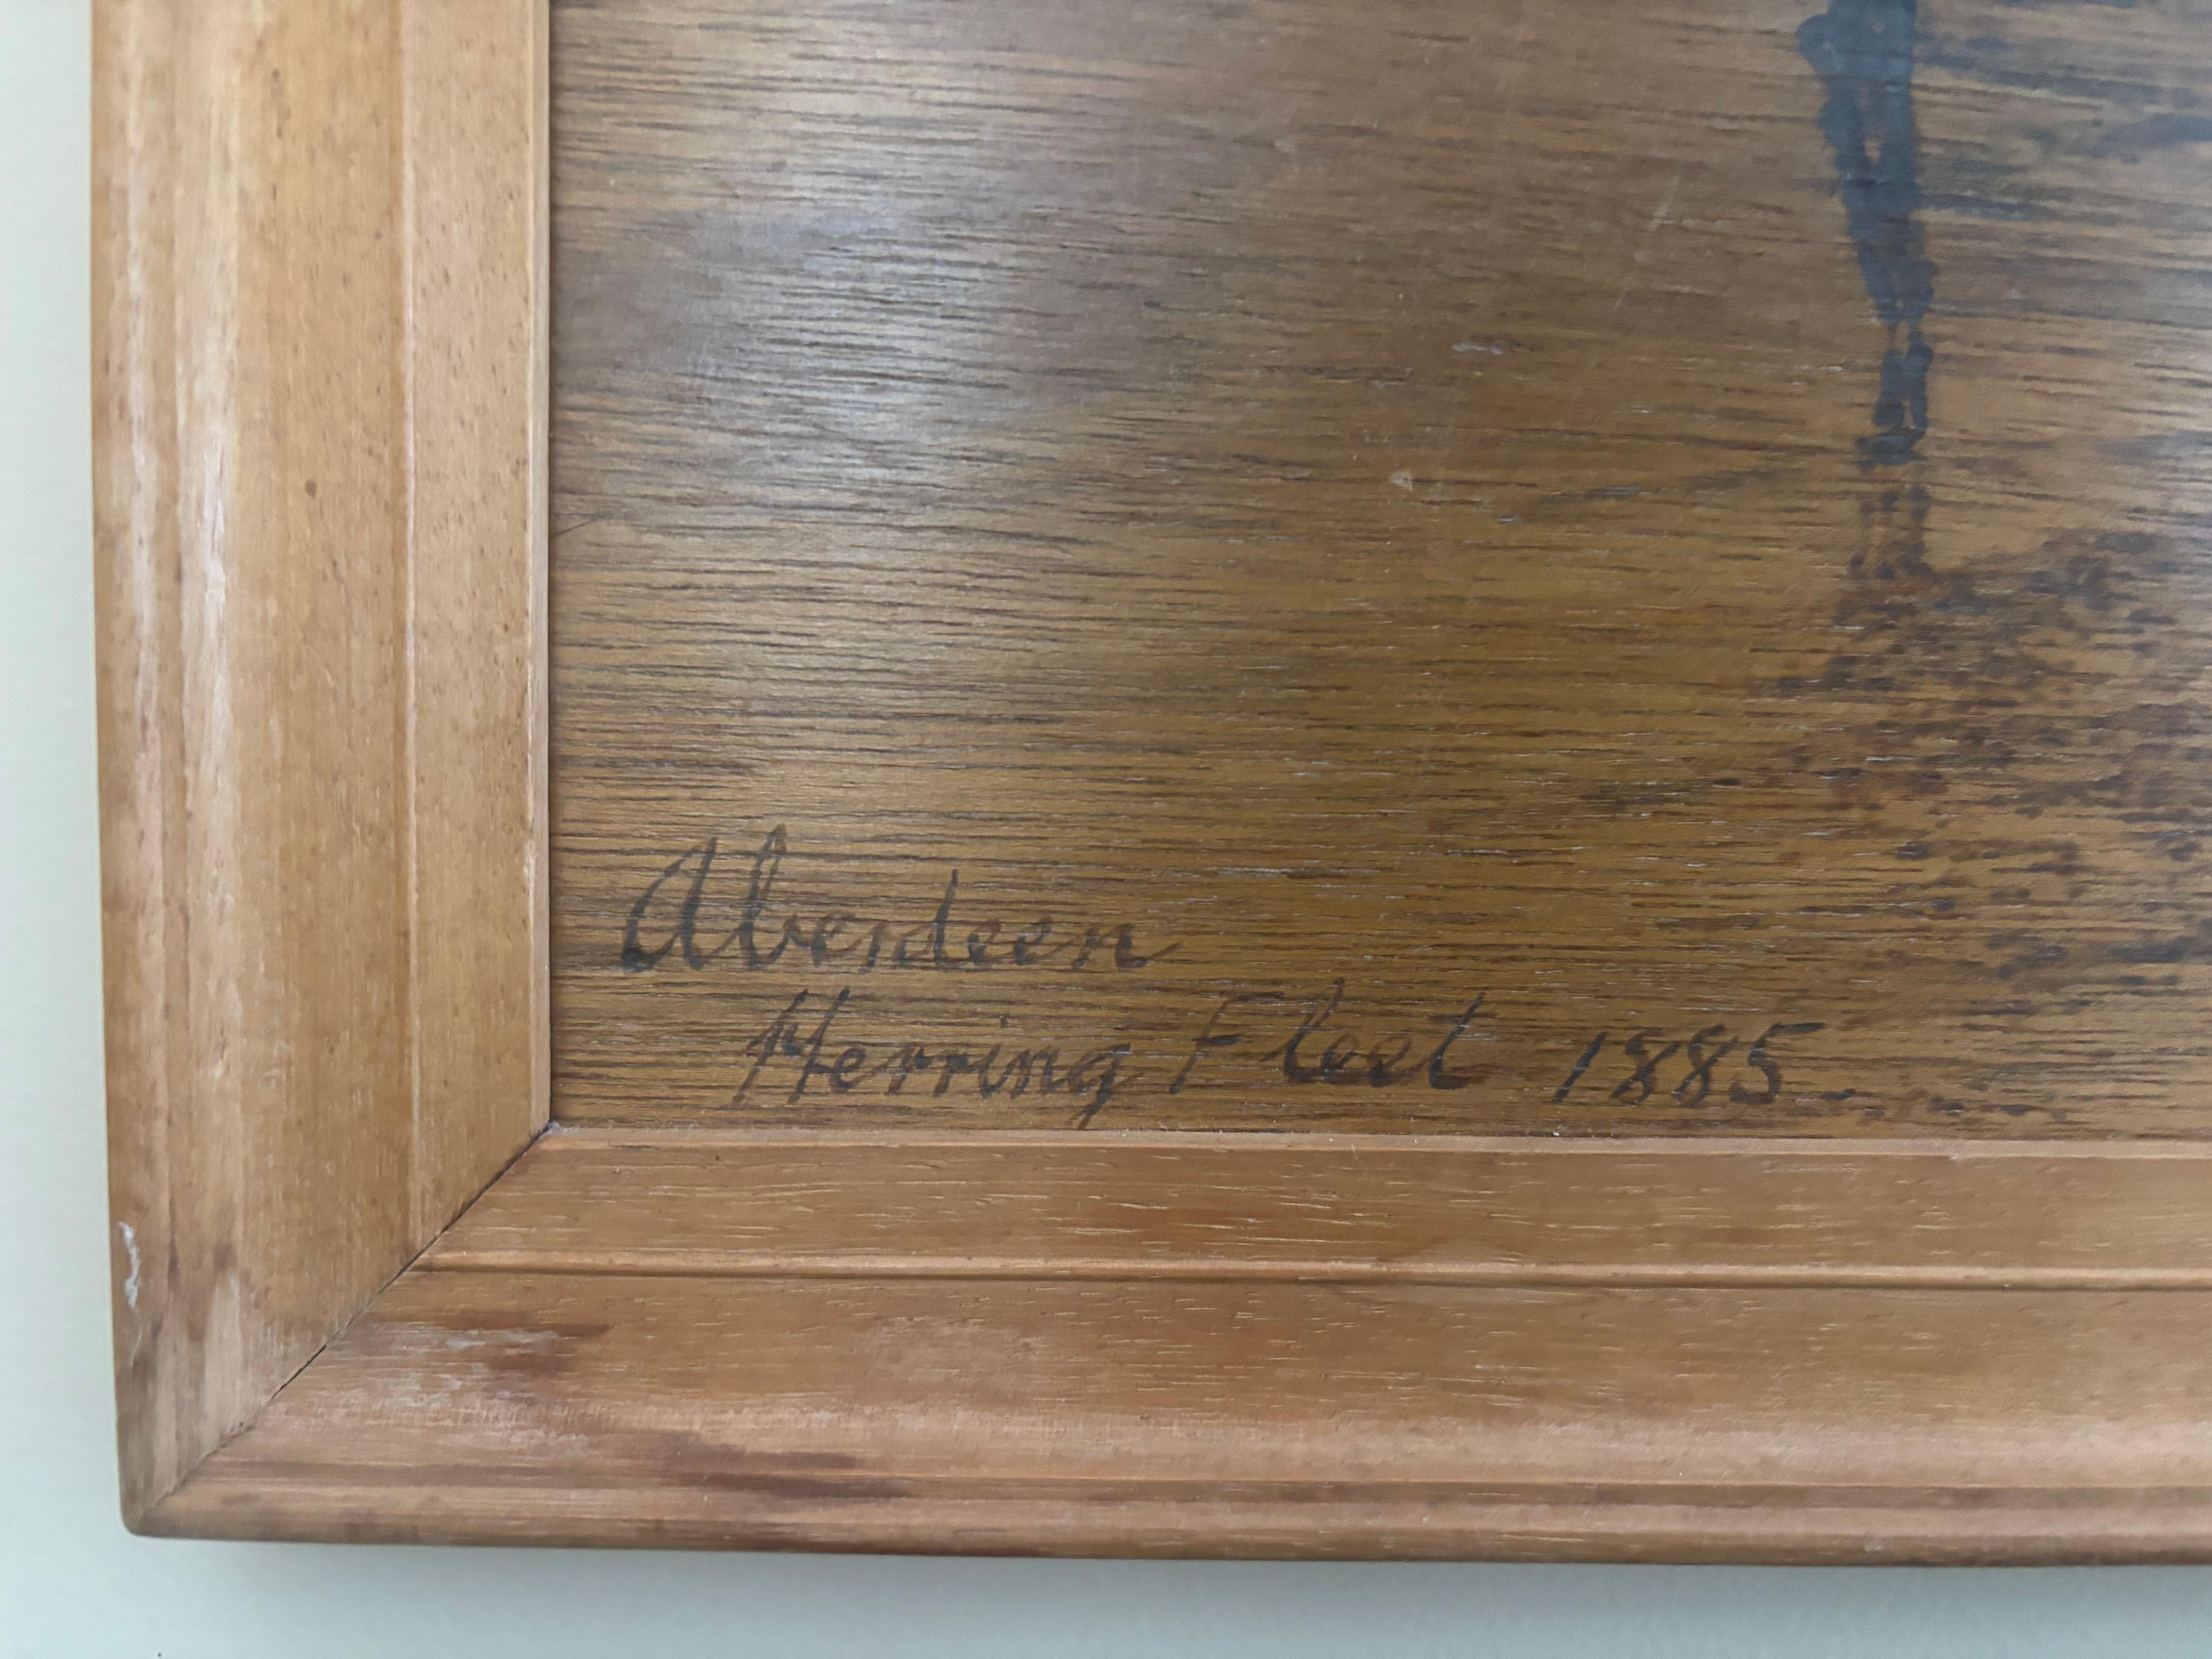 Aberdeen
Herring Fleet 1885